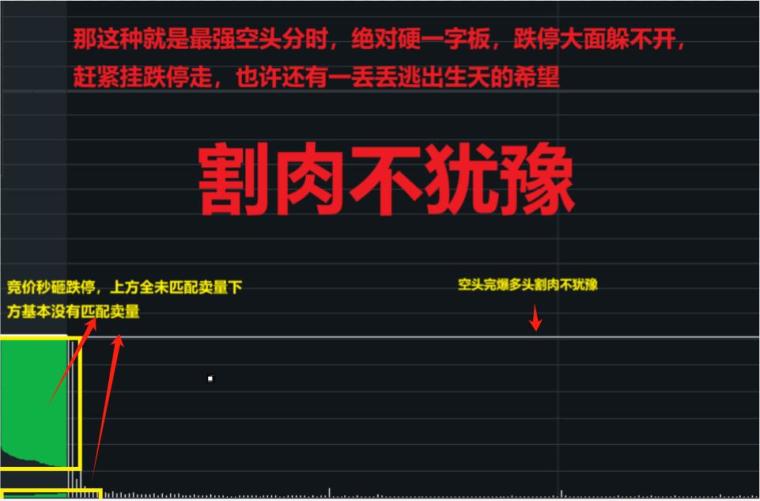 那这种就是最强空头分时，绝对硬一字板，跌停大面躲不开，
赶紧挂跌停走，也许还有一丢丢逃出生天的希望
割肉不犹豫
竞价秒砸跌停，上方全未匹配卖量下
方基本没有匹配卖量
空头完爆多头割肉不犹豫